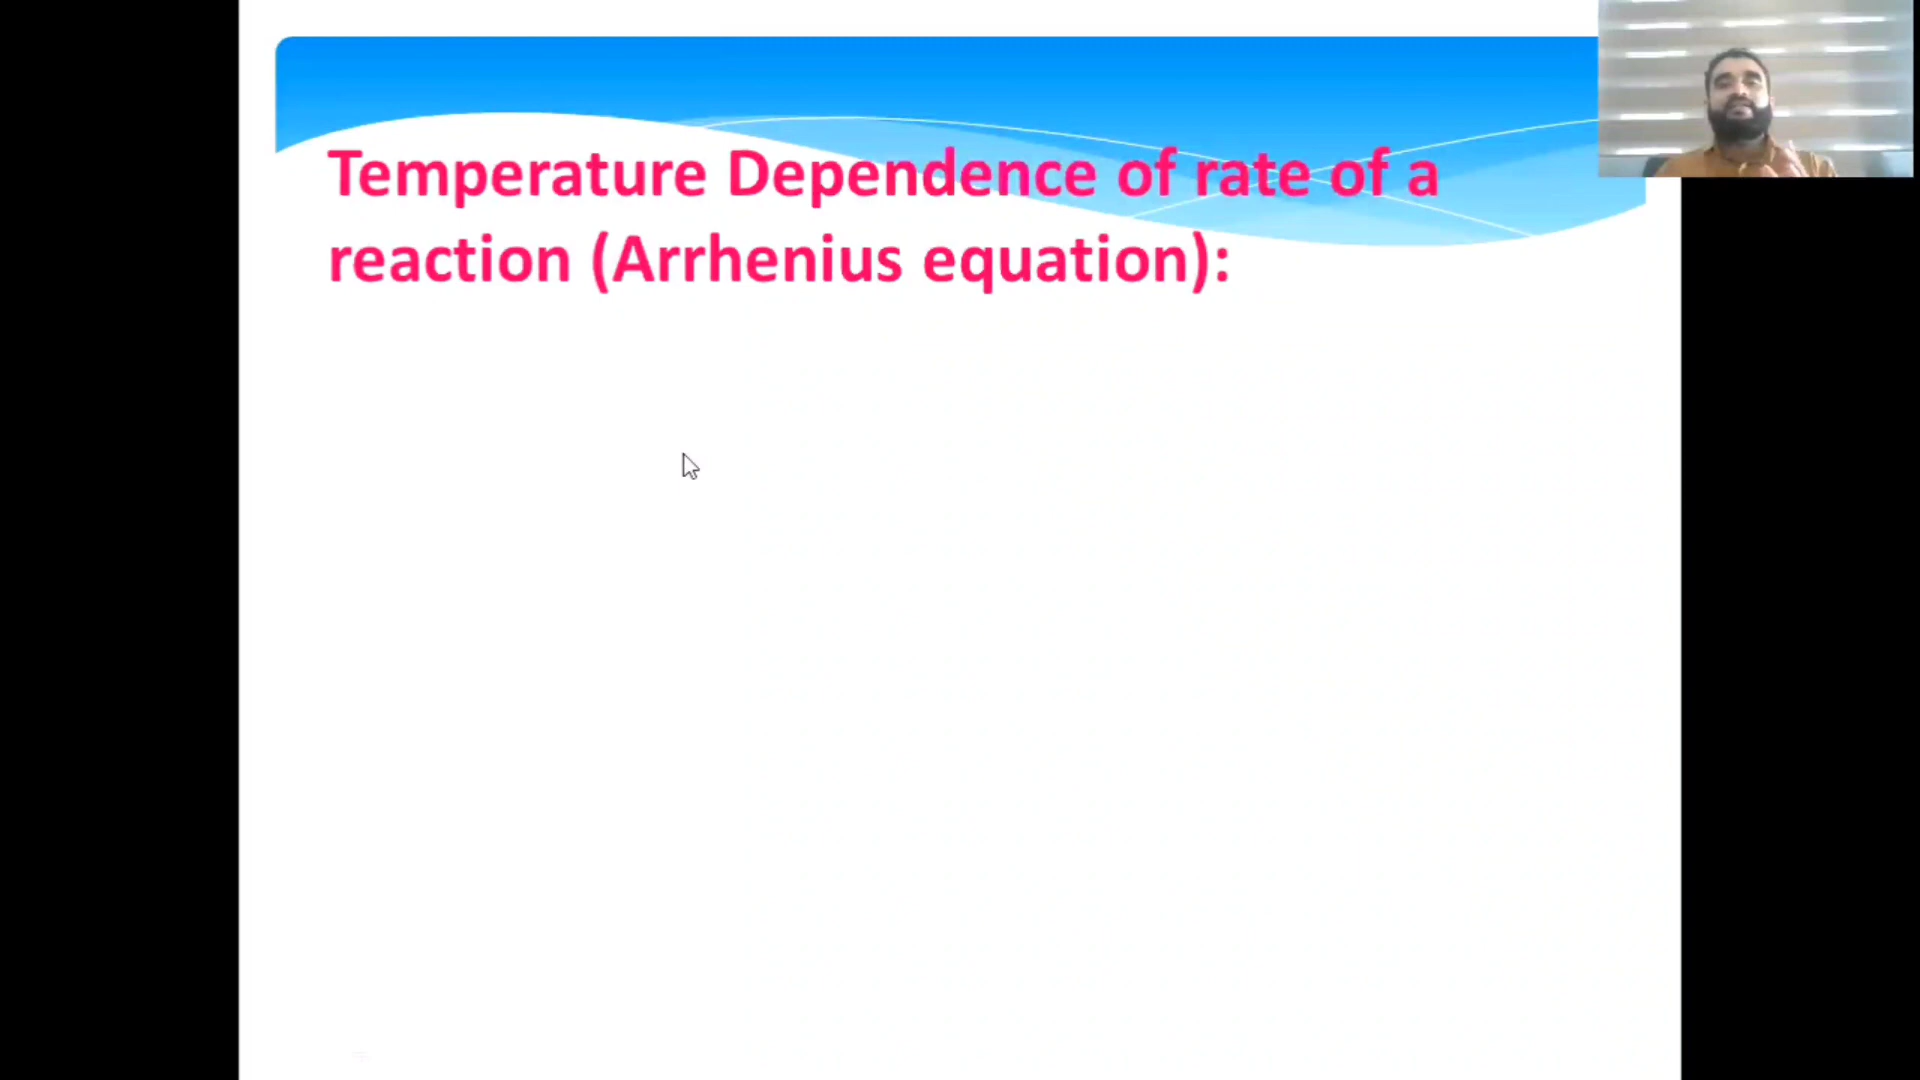 Temperature Dependence of rate of a
reaction (Arrhenius equation):